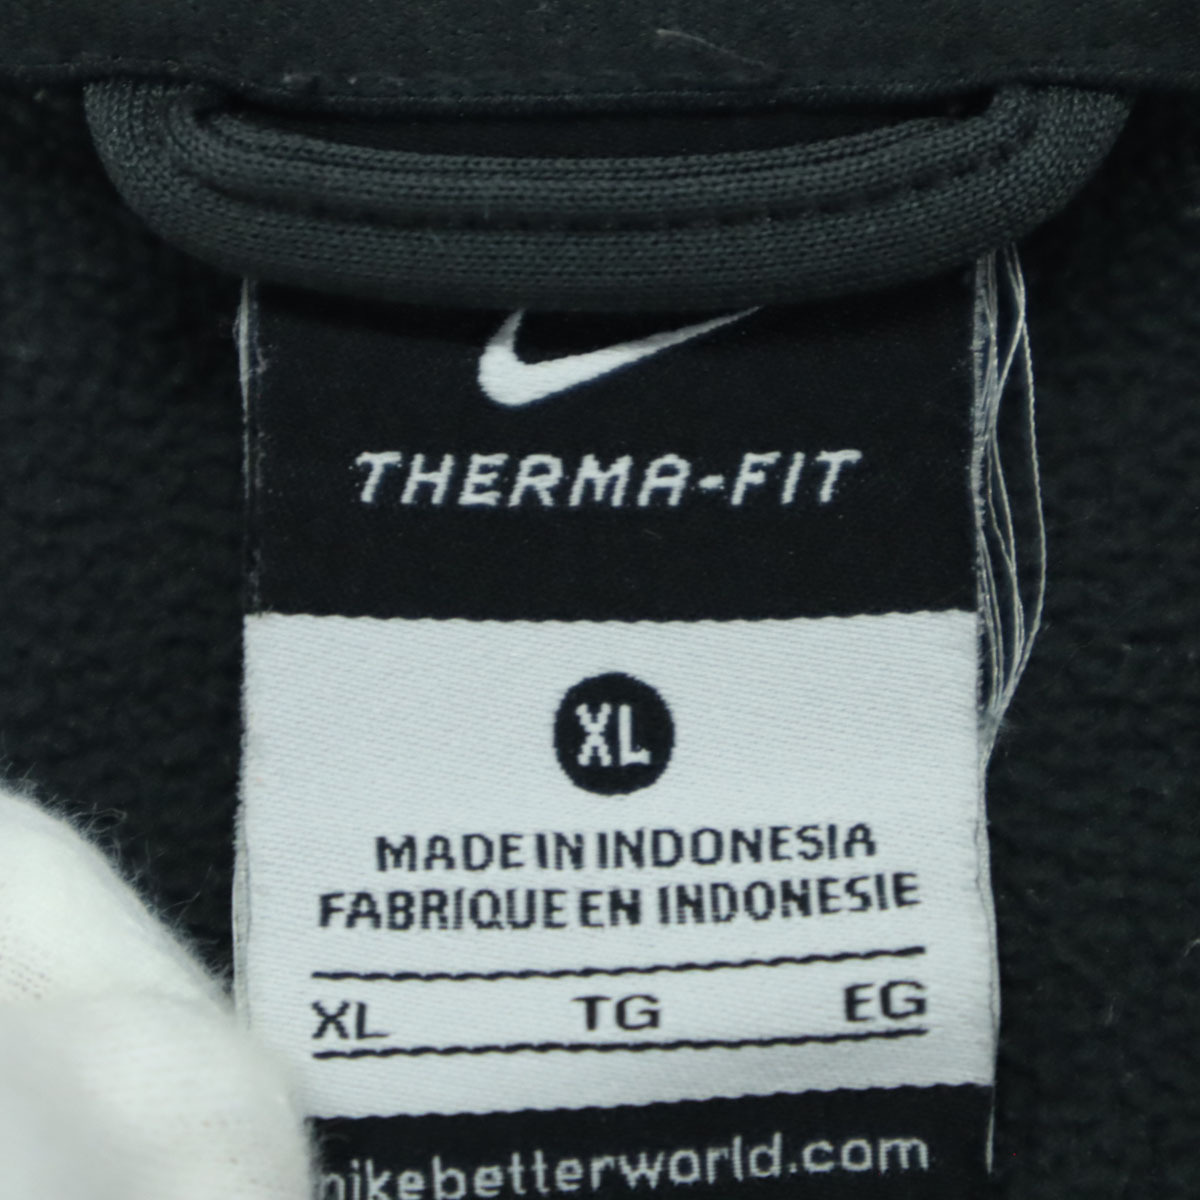 THERMA-FIT
XL
MADE IN INDONESIA
FABRIQUE EN INDONESIE
XL TG EG
nikebetterworld.com